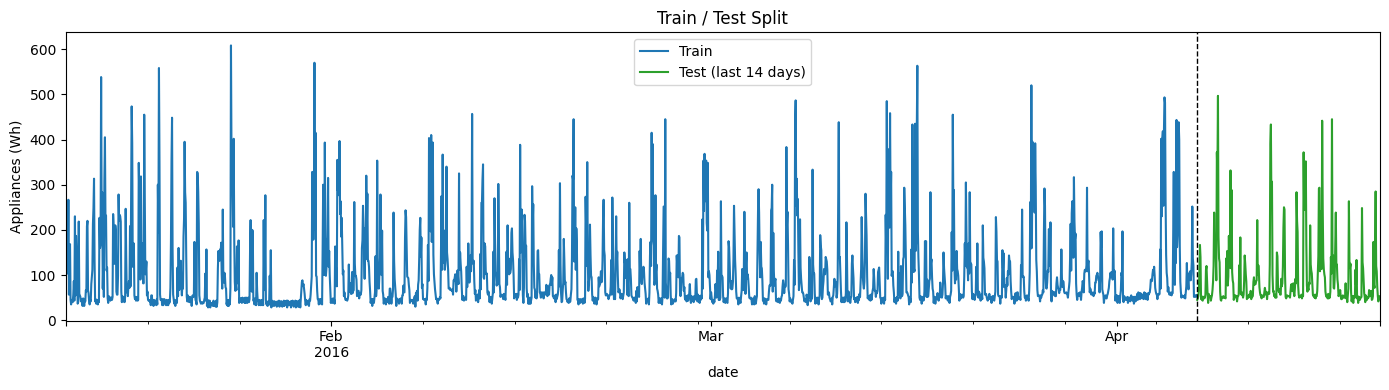 Train / Test Split
Train
Test (last 14 days)
Appliances (Wh)
600
500
400
300
200
100
0
Feb
2016
Mar
Apr
date